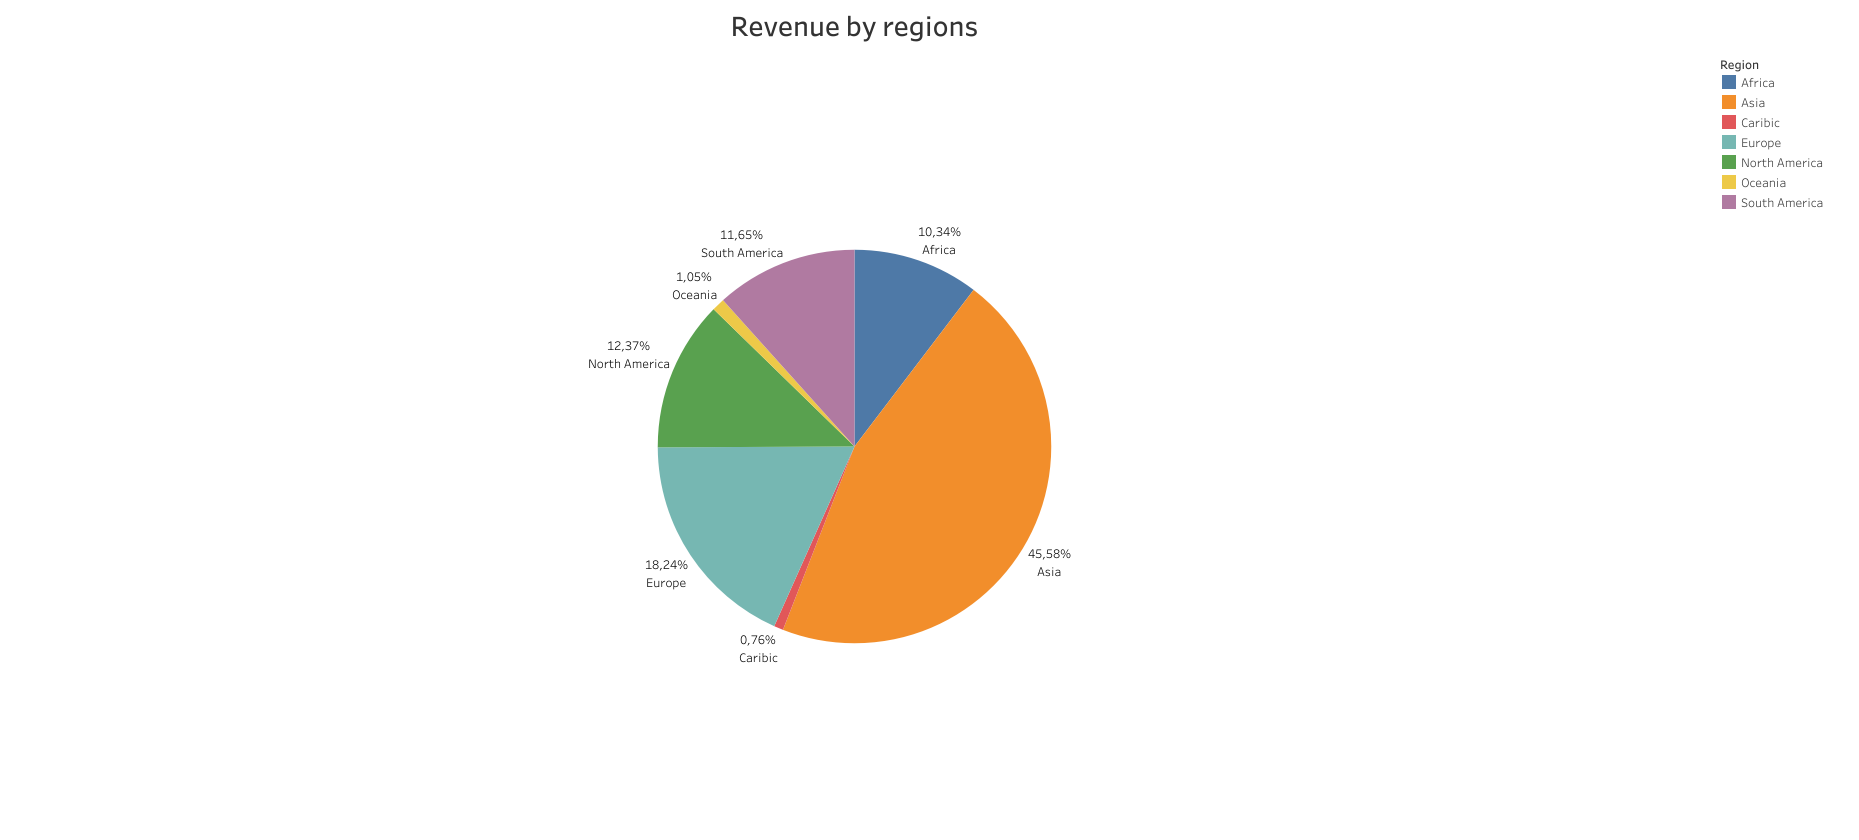 Revenue by regions
Region
Africa
Asia
Caribic
Europe
North America
Oceania
South America
11,65%
South America
10,34%
Africa
1,05%
Oceania
12,37%
North America
45,58%
Asia
18,24%
Europe
0,76%
Caribic